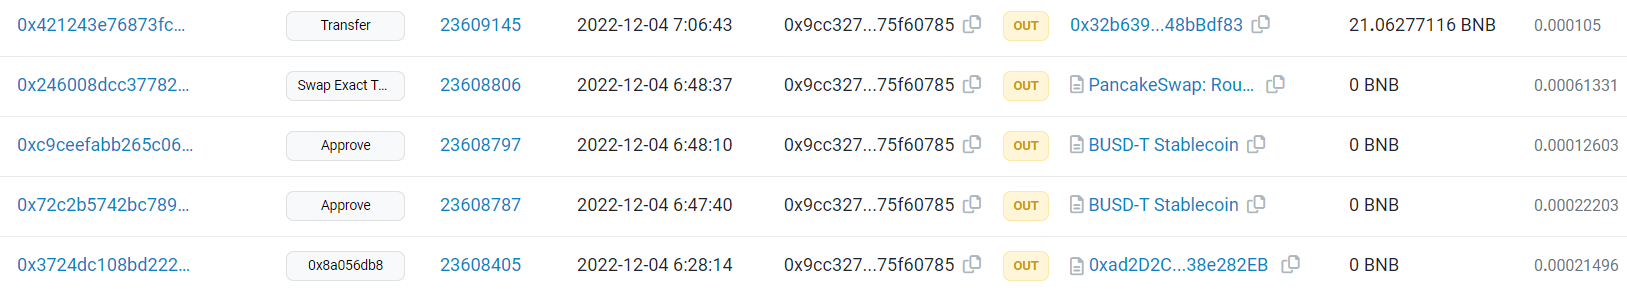 0x421243e76873fc... Transfer 23609145 2022-12-04 7:06:43 0x9cc327...75f60785 OUT 0x32b639...48bBdf83 21.06277116 BNB 0.000105
0x246008dcc37782... Swap Exact T... 23608806 2022-12-04 6:48:37 0x9cc327...75f60785 OUT PancakeSwap: Rou... 0 BNB 0.00061331
0xc9ceefabb265c06... Approve 23608797 2022-12-04 6:48:10 0x9cc327...75f60785 OUT BUSD-T Stablecoin 0 BNB 0.00012603
0x72c2b5742bc789... Approve 23608787 2022-12-04 6:47:40 0x9cc327...75f60785 OUT BUSD-T Stablecoin 0 BNB 0.00022203
0x3724dc108bd222... 0x8a056db8 23608405 2022-12-04 6:28:14 0x9cc327...75f60785 OUT 0xad2D2C...38e282EB 0 BNB 0.00021496